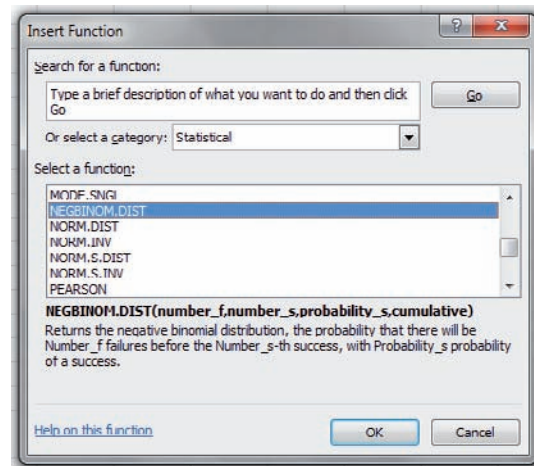 Insert Function
Search for a function:
Type a brief description of what you want to do and then click
Go
Go
Or select a category: Statistical
Select a function:
MODE.SNGL
NEGBINOM.DIST
NORM.DIST
NORM.INV
NORM.S.DIST
NORM.S.INV
PEARSON
NEGBINOM.DIST(number_f,number_s,probability_s,cumulative)
Returns the negative binomial distribution, the probability that there will be
Number_f failures before the Number_s-th success, with Probability_s probability
of a success.
Help on this function
OK Cancel